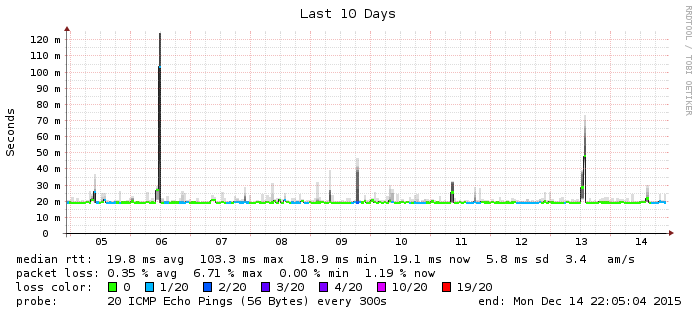 Last 10 Days
RRDTOOL / TOBI OETIKER
Seconds
120 m
110 m
100 m
90 m
80 m
70 m
60 m
50 m
40 m
30 m
20 m
10 m
0
05 06 07 08 09 10 11 12 13 14
median rtt: 19.8 ms avg 103.3 ms max 18.9 ms min 19.1 ms now 5.8 ms sd 3.4 am/s
packet loss: 0.35 % avg 6.71 % max 0.00 % min 1.19 % now
loss color: 0 1/20 2/20 3/20 4/20 10/20 19/20
probe: 20 ICMP Echo Pings (56 Bytes) every 300s end: Mon Dec 14 22:05:04 2015